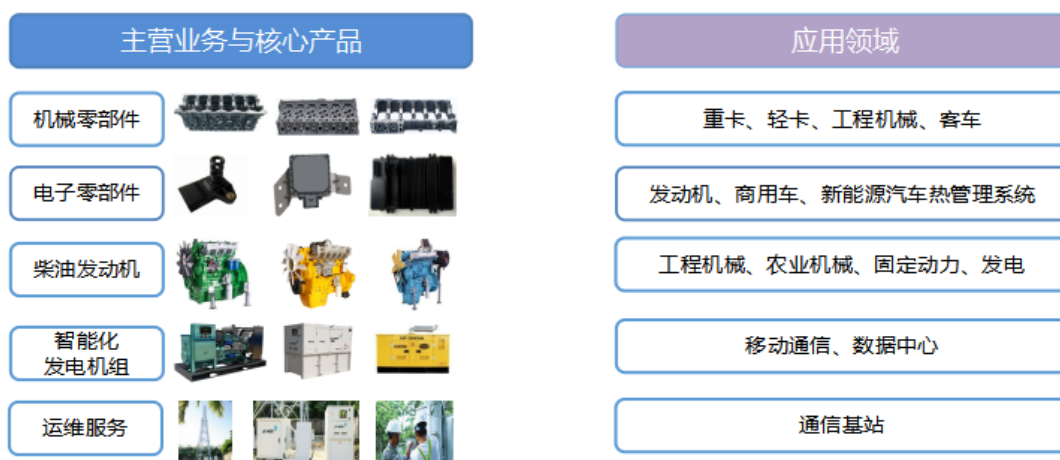 主营业务与核心产品
应用领域
机械零部件
重卡、轻卡、工程机械、客车
电子零部件
发动机、商用车、新能源汽车热管理系统
柴油发动机
工程机械、农业机械、固定动力、发电
智能化
发电机组
移动通信、数据中心
运维服务
通信基站